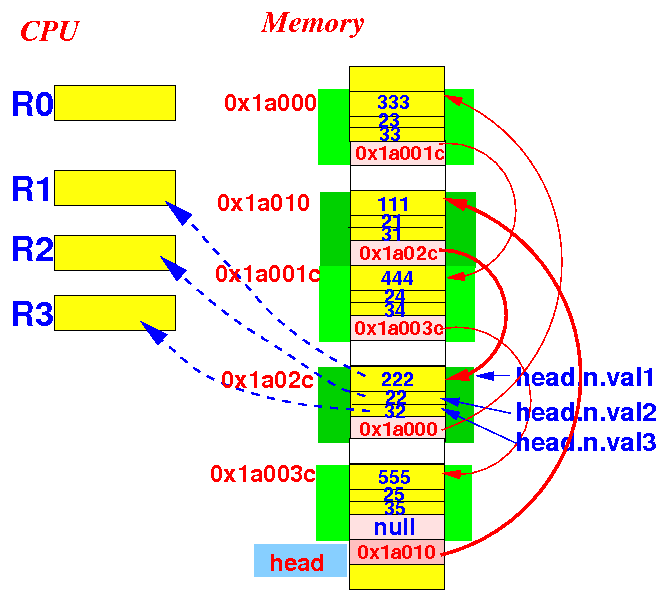 CPU
Memory
R0
R1
R2
R3
0x1a000
333
23
33
0x1a001c
0x1a010
111
21
31
0x1a02c
0x1a001c
444
24
34
0x1a003c
0x1a02c
222
22
32
0x1a000
head.n.val1
head.n.val2
head.n.val3
0x1a003c
555
25
35
null
head
0x1a010